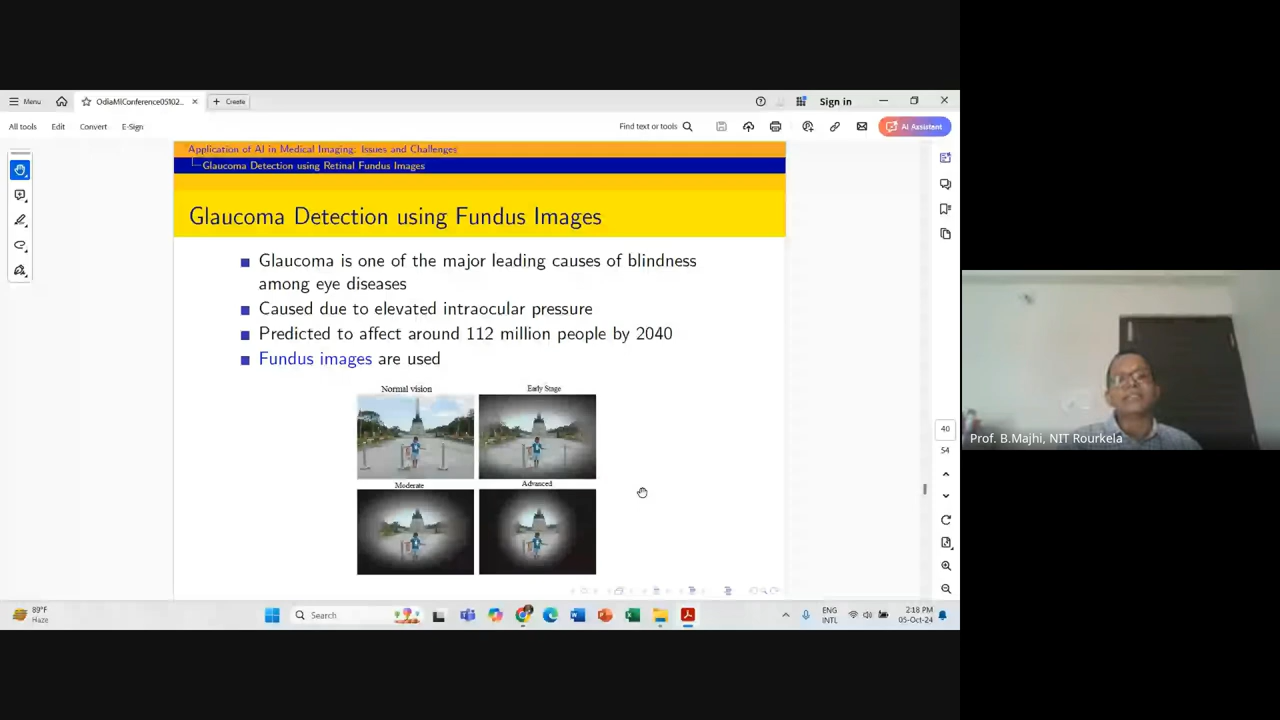 Menu
OdiaMlConference05102...
Create
Sign in
All tools
Edit
Convert
E-Sign
Find text or tools
AI Assistant
Application of AI in Medical Imaging: Issues and Challenges
Glaucoma Detection using Retinal Fundus Images
Glaucoma Detection using Fundus Images
Glaucoma is one of the major leading causes of blindness
among eye diseases
Caused due to elevated intraocular pressure
Predicted to affect around 112 million people by 2040
Fundus images are used
Normal vision
Early Stage
Moderate
Advanced
40
54
Prof. B.Majhi, NIT Rourkela
89°F
Haze
Search
ENG
INTL
2:18 PM
05-Oct-24